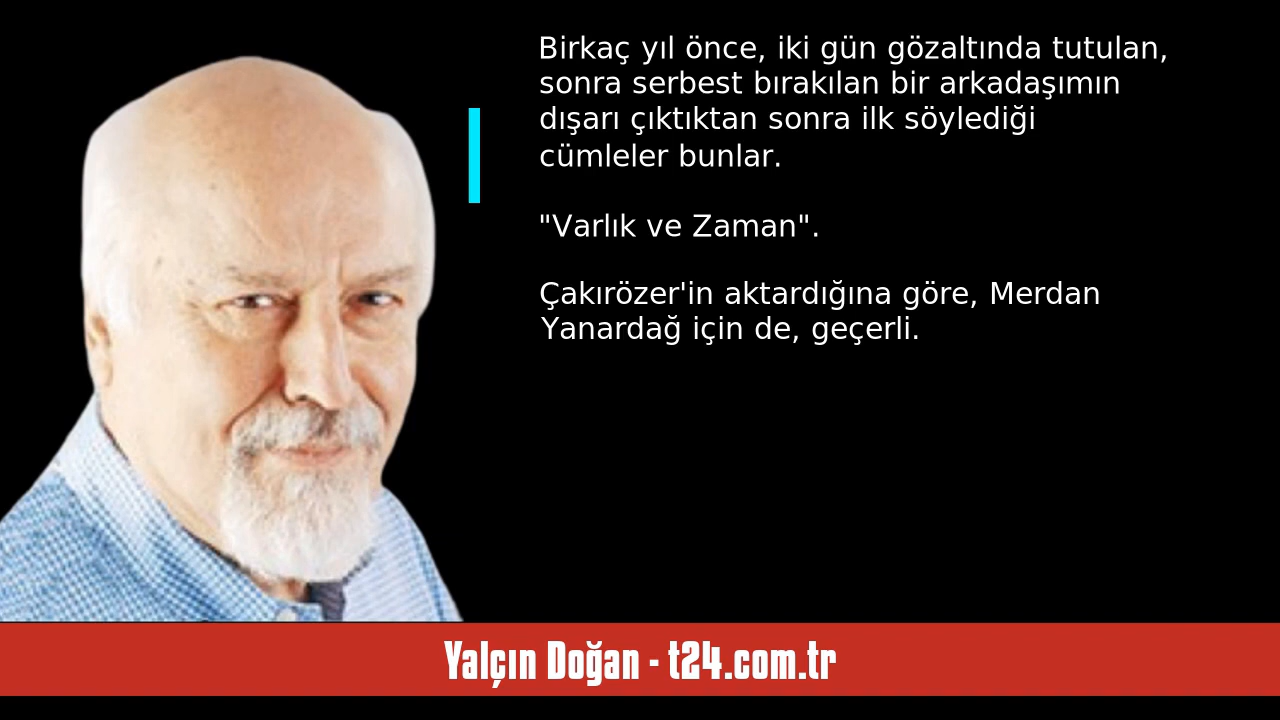 Birkaç yıl önce, iki gün gözaltında tutulan,
sonra serbest bırakılan bir arkadaşımın
dışarı çıktıktan sonra ilk söylediği
cümleler bunlar.
"Varlık ve Zaman".
Çakırözer'in aktardığına göre, Merdan
Yanardağ için de, geçerli.
Yalçın Doğan - t24.com.tr